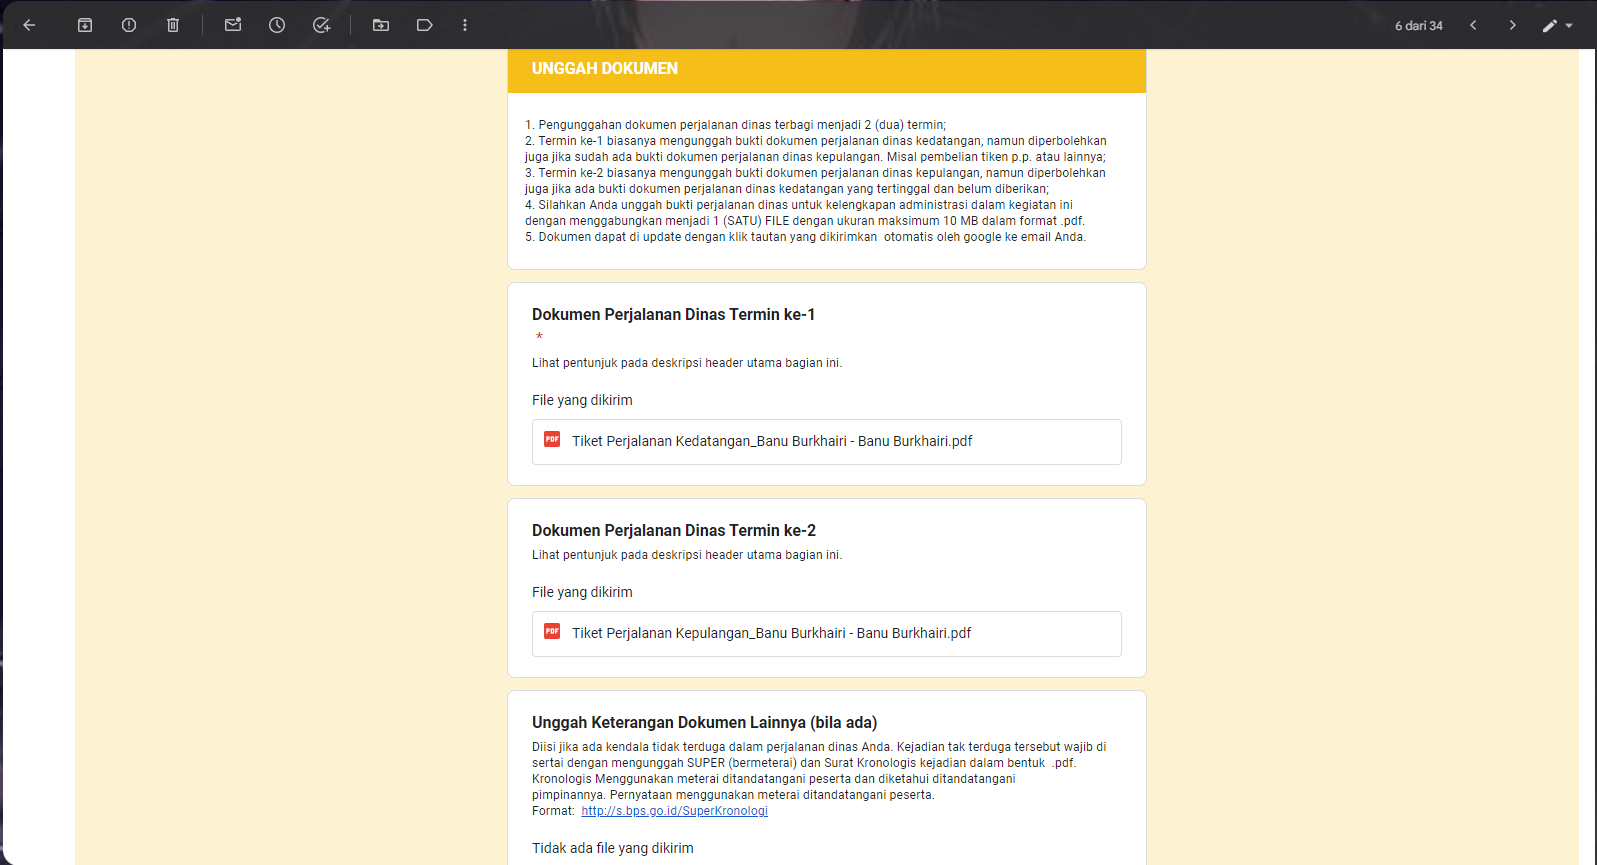 6 dari 34
UNGGAH DOKUMEN
1. Pengunggahan dokumen perjalanan dinas terbagi menjadi 2 (dua) termin;
2. Termin ke-1 biasanya mengunggah bukti dokumen perjalanan dinas kedatangan, namun diperbolehkan
juga jika sudah ada bukti dokumen perjalanan dinas kepulangan. Misal pembelian tiken p.p. atau lainnya;
3. Termin ke-2 biasanya mengunggah bukti dokumen perjalanan dinas kepulangan, namun diperbolehkan
juga jika ada bukti dokumen perjalanan dinas kedatangan yang tertinggal dan belum diberikan;
4. Silahkan Anda unggah bukti perjalanan dinas untuk kelengkapan administrasi dalam kegiatan ini
dengan menggabungkan menjadi 1 (SATU) FILE dengan ukuran maksimum 10 MB dalam format .pdf.
5. Dokumen dapat di update dengan klik tautan yang dikirimkan  otomatis oleh google ke email Anda.
Dokumen Perjalanan Dinas Termin ke-1
*
Lihat pentunjuk pada deskripsi header utama bagian ini.
File yang dikirim
PDF Tiket Perjalanan Kedatangan_Banu Burkhairi - Banu Burkhairi.pdf
Dokumen Perjalanan Dinas Termin ke-2
Lihat pentunjuk pada deskripsi header utama bagian ini.
File yang dikirim
PDF Tiket Perjalanan Kepulangan_Banu Burkhairi - Banu Burkhairi.pdf
Unggah Keterangan Dokumen Lainnya (bila ada)
Diisi jika ada kendala tidak terduga dalam perjalanan dinas Anda. Kejadian tak terduga tersebut wajib di
sertai dengan mengunggah SUPER (bermeterai) dan Surat Kronologis kejadian dalam bentuk  .pdf.
Kronologis Menggunakan meterai ditandatangani peserta dan diketahui ditandatangani
pimpinannya. Pernyataan menggunakan meterai ditandatangani peserta.
Format:  http://s.bps.go.id/SuperKronologi
Tidak ada file yang dikirim